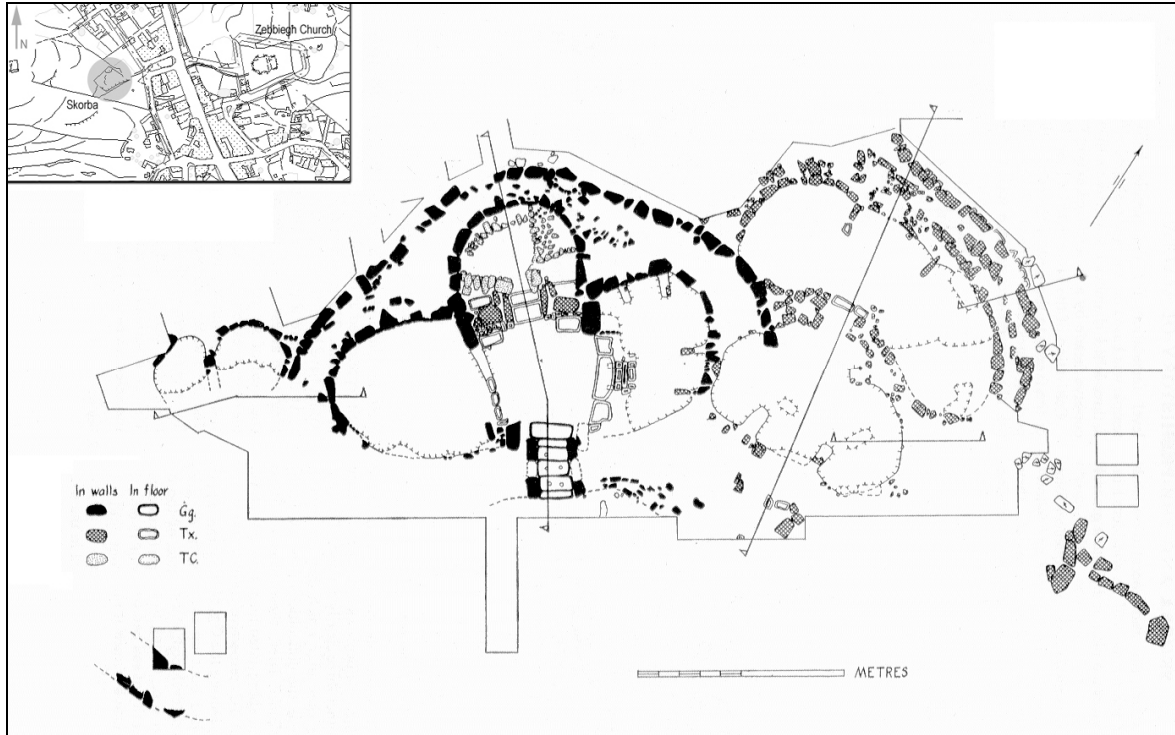 Zebbiegh Church
N
Skorba
In walls In floor
Ġg.
Tx.
TC.
METRES